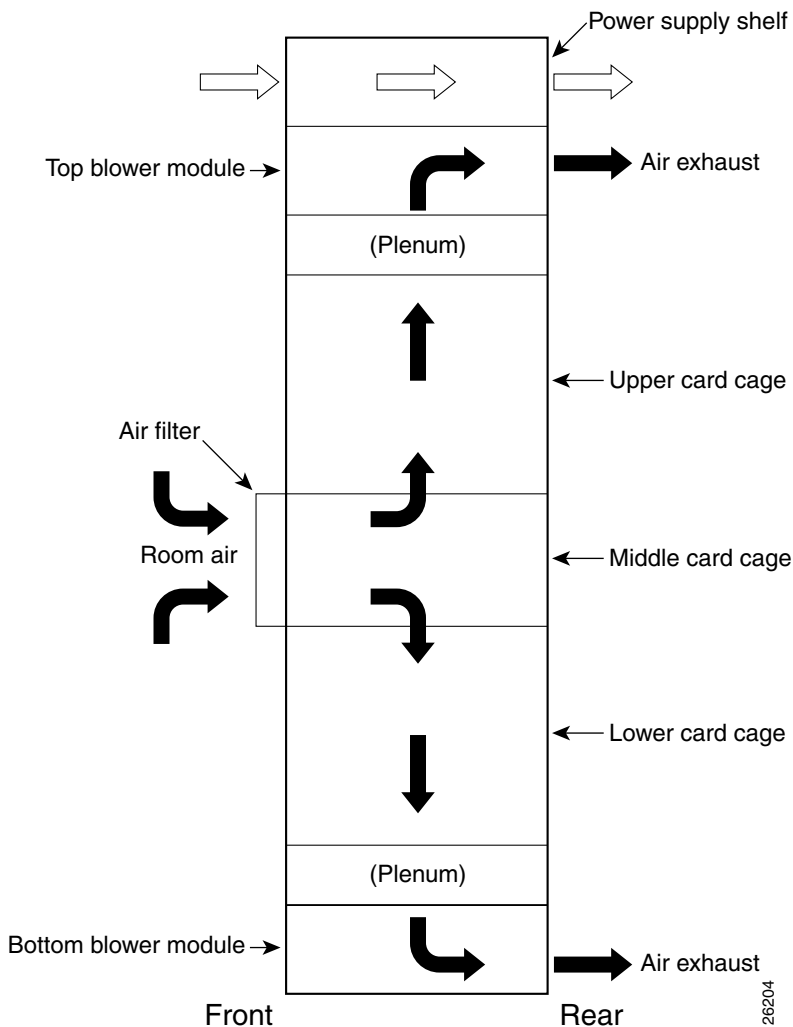 Power supply shelf
Top blower module
Air exhaust
(Plenum)
Upper card cage
Air filter
Room air
Middle card cage
Lower card cage
(Plenum)
Bottom blower module
Air exhaust
Front
Rear
26204